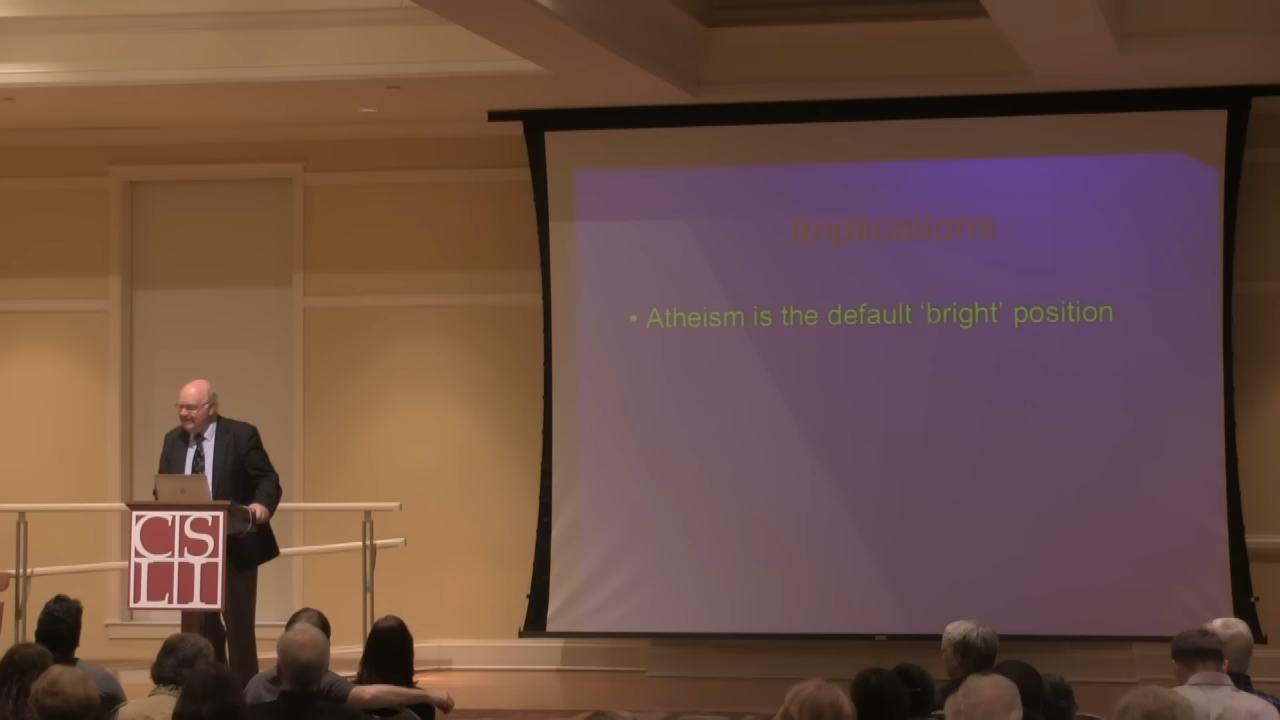 Implications
• Atheism is the default ‘bright’ position
CS
LI